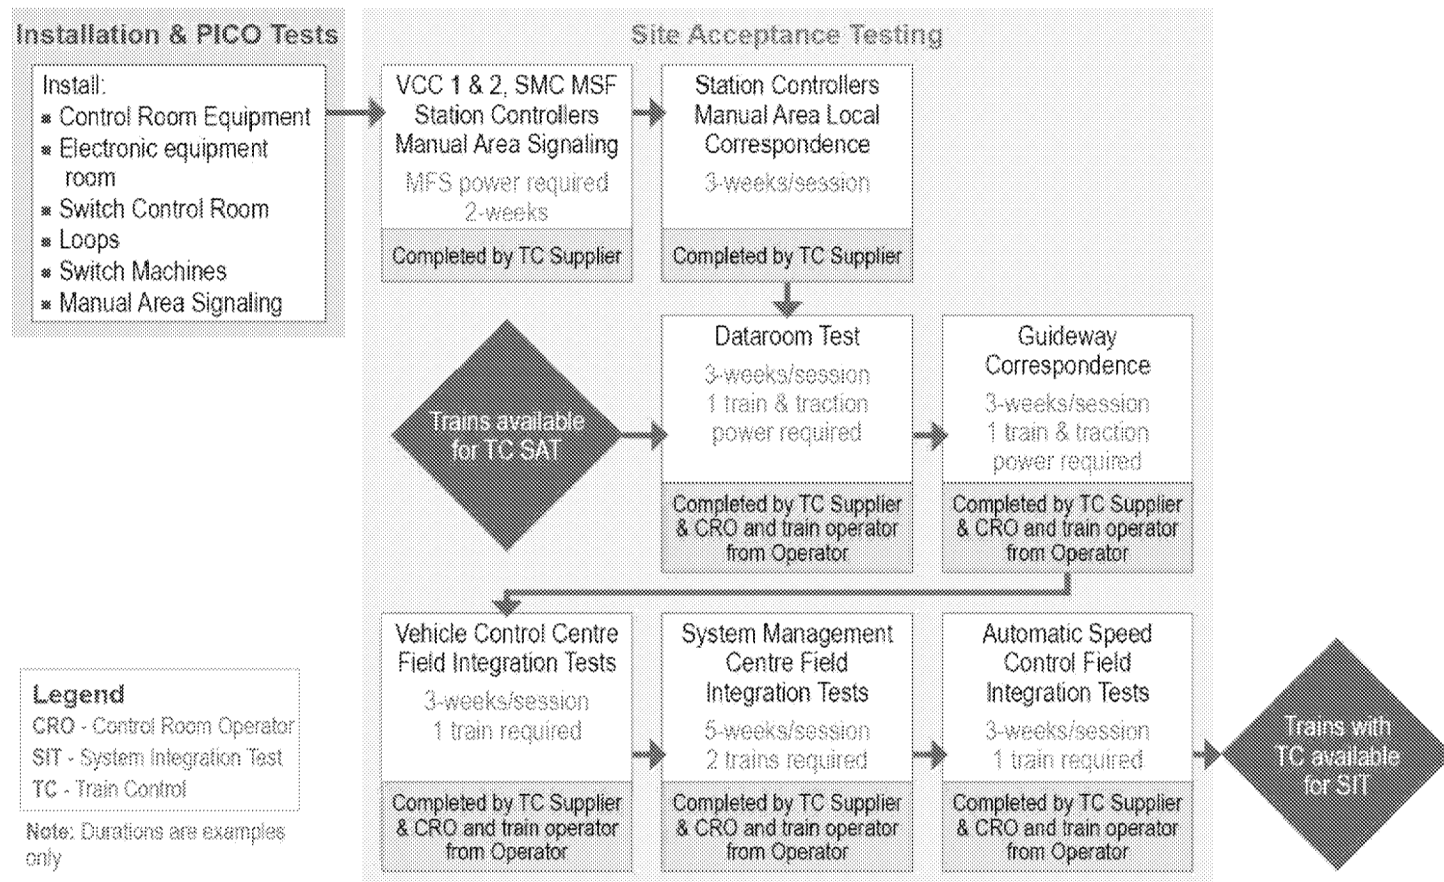 Installation & PICO Tests
Install:
▪ Control Room Equipment
▪ Electronic equipment
room
▪ Switch Control Room
▪ Loops
▪ Switch Machines
▪ Manual Area Signaling
Site Acceptance Testing
VCC 1 & 2, SMC MSF
Station Controllers
Manual Area Signaling
MFS power required
2-weeks
Completed by TC Supplier
Station Controllers
Manual Area Local
Correspondence
3-weeks/session
Completed by TC Supplier
Trains available
for TC SAT
Dataroom Test
3-weeks/session
1 train & traction
power required
Completed by TC Supplier
& CRO and train operator
from Operator
Guideway
Correspondence
3-weeks/session
1 train & traction
power required
Completed by TC Supplier
& CRO and train operator
from Operator
Vehicle Control Centre
Field Integration Tests
3-weeks/session
1 train required
Completed by TC Supplier
& CRO and train operator
from Operator
System Management
Centre Field
Integration Tests
5-weeks/session
2 trains required
Completed by TC Supplier
& CRO and train operator
from Operator
Automatic Speed
Control Field
Integration Tests
3-weeks/session
1 train required
Completed by TC Supplier
& CRO and train operator
from Operator
Trains with
TC available
for SIT
Legend
CRO - Control Room Operator
SIT - System Integration Test
TC - Train Control
Note: Durations are examples
only